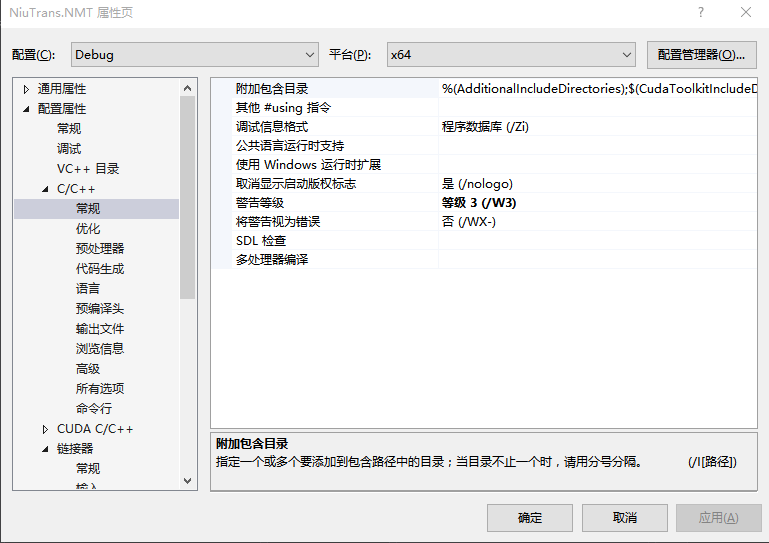 NiuTrans.NMT 属性页
? ×
配置(C): Debug 平台(P): x64 配置管理器(O)...
通用属性
配置属性
常规
调试
VC++ 目录
C/C++
常规
优化
预处理器
代码生成
语言
预编译头
输出文件
浏览信息
高级
所有选项
命令行
CUDA C/C++
链接器
常规
输入
附加包含目录 %(AdditionalIncludeDirectories);$(CudaToolkitIncludeD
其他 #using 指令
调试信息格式 程序数据库 (/Zi)
公共语言运行时支持
使用 Windows 运行时扩展
取消显示启动版权标志 是 (/nologo)
警告等级 等级 3 (/W3)
将警告视为错误 否 (/WX-)
SDL 检查
多处理器编译
附加包含目录
指定一个或多个要添加到包含路径中的目录；当目录不止一个时，请用分号分隔。 (/I[路径])
确定 取消 应用(A)